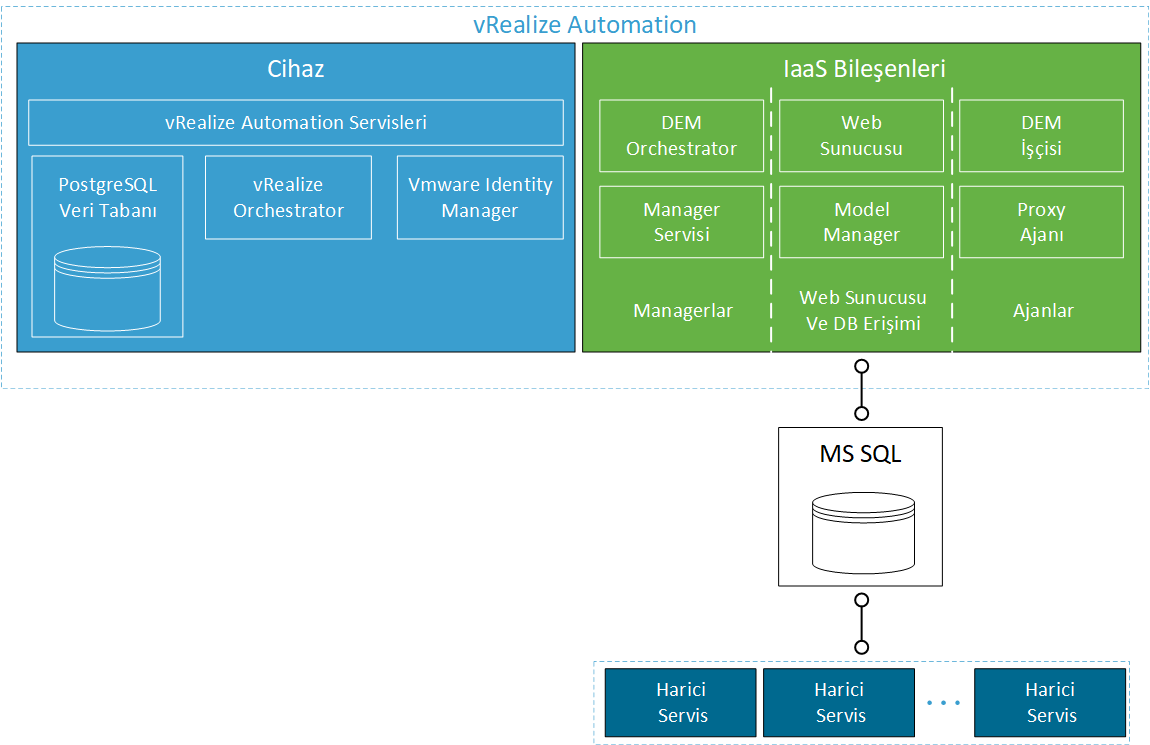 vRealize Automation
Cihaz
vRealize Automation Servisleri
PostgreSQL
Veri Tabanı
vRealize
Orchestrator
Vmware Identity
Manager
IaaS Bileşenleri
DEM
Orchestrator
Web
Sunucusu
DEM
İşçisi
Manager
Servisi
Model
Manager
Proxy
Ajanı
Managerlar
Web Sunucusu
Ve DB Erişimi
Ajanlar
MS SQL
Harici
Servis
Harici
Servis
...
Harici
Servis